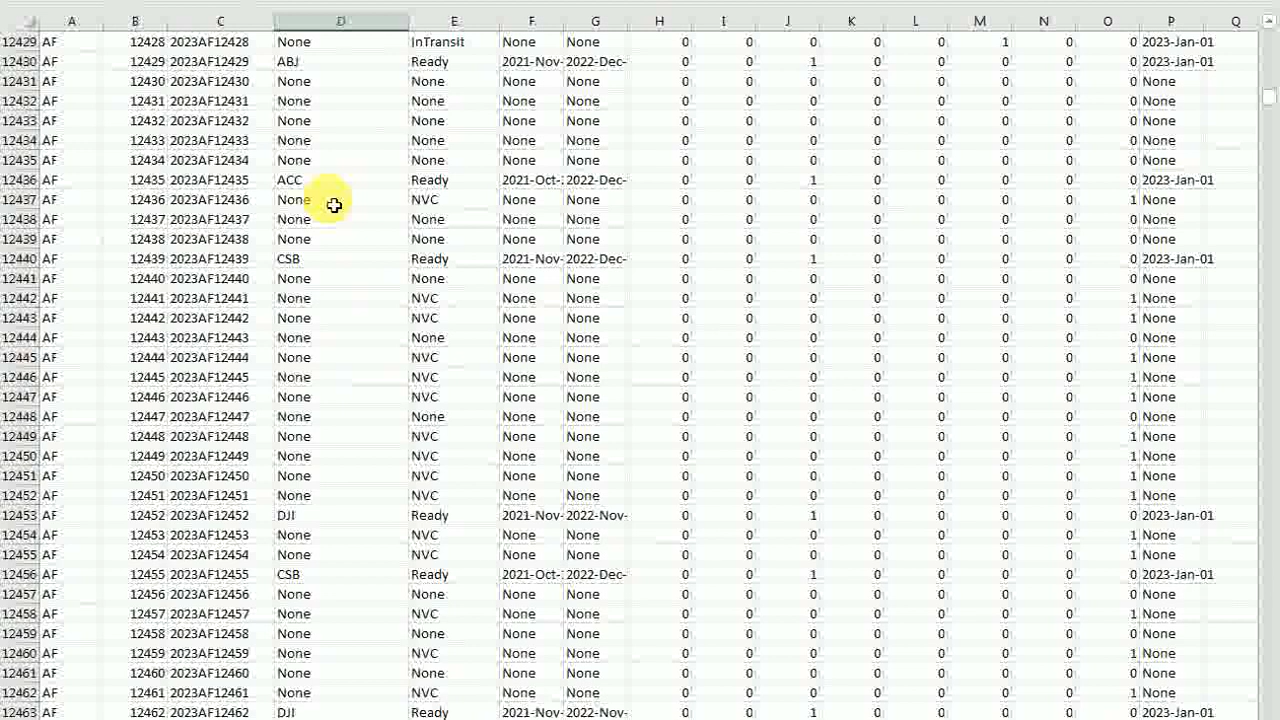 A B C D E F G H I J K L M N O P Q
12429 AF 12428 2023AF12428 None InTransit None None 0 0 0 0 0 1 0 0 2023-Jan-01
12430 AF 12429 2023AF12429 ABJ Ready 2021-Nov- 2022-Dec- 0 0 1 0 0 0 0 0 2023-Jan-01
12431 AF 12430 2023AF12430 None None None None 0 0 0 0 0 0 0 0 None
12432 AF 12431 2023AF12431 None None None None 0 0 0 0 0 0 0 0 None
12433 AF 12432 2023AF12432 None None None None 0 0 0 0 0 0 0 0 None
12434 AF 12433 2023AF12433 None None None None 0 0 0 0 0 0 0 0 None
12435 AF 12434 2023AF12434 None None None None 0 0 0 0 0 0 0 0 None
12436 AF 12435 2023AF12435 ACC Ready 2021-Oct- 2022-Dec- 0 0 1 0 0 0 0 0 2023-Jan-01
12437 AF 12436 2023AF12436 None NVC None None 0 0 0 0 0 0 0 1 None
12438 AF 12437 2023AF12437 None None None None 0 0 0 0 0 0 0 0 None
12439 AF 12438 2023AF12438 None None None None 0 0 0 0 0 0 0 0 None
12440 AF 12439 2023AF12439 CSB Ready 2021-Nov- 2022-Dec- 0 0 1 0 0 0 0 0 2023-Jan-01
12441 AF 12440 2023AF12440 None None None None 0 0 0 0 0 0 0 0 None
12442 AF 12441 2023AF12441 None NVC None None 0 0 0 0 0 0 0 1 None
12443 AF 12442 2023AF12442 None NVC None None 0 0 0 0 0 0 0 1 None
12444 AF 12443 2023AF12443 None None None None 0 0 0 0 0 0 0 0 None
12445 AF 12444 2023AF12444 None NVC None None 0 0 0 0 0 0 0 1 None
12446 AF 12445 2023AF12445 None NVC None None 0 0 0 0 0 0 0 1 None
12447 AF 12446 2023AF12446 None NVC None None 0 0 0 0 0 0 0 1 None
12448 AF 12447 2023AF12447 None None None None 0 0 0 0 0 0 0 0 None
12449 AF 12448 2023AF12448 None NVC None None 0 0 0 0 0 0 0 1 None
12450 AF 12449 2023AF12449 None NVC None None 0 0 0 0 0 0 0 1 None
12451 AF 12450 2023AF12450 None NVC None None 0 0 0 0 0 0 0 1 None
12452 AF 12451 2023AF12451 None NVC None None 0 0 0 0 0 0 0 1 None
12453 AF 12452 2023AF12452 DJI Ready 2021-Nov- 2022-Nov- 0 0 1 0 0 0 0 0 2023-Jan-01
12454 AF 12453 2023AF12453 None NVC None None 0 0 0 0 0 0 0 1 None
12455 AF 12454 2023AF12454 None NVC None None 0 0 0 0 0 0 0 1 None
12456 AF 12455 2023AF12455 CSB Ready 2021-Oct- 2022-Dec- 0 0 1 0 0 0 0 0 2023-Jan-01
12457 AF 12456 2023AF12456 None None None None 0 0 0 0 0 0 0 0 None
12458 AF 12457 2023AF12457 None NVC None None 0 0 0 0 0 0 0 1 None
12459 AF 12458 2023AF12458 None None None None 0 0 0 0 0 0 0 0 None
12460 AF 12459 2023AF12459 None NVC None None 0 0 0 0 0 0 0 1 None
12461 AF 12460 2023AF12460 None None None None 0 0 0 0 0 0 0 0 None
12462 AF 12461 2023AF12461 None NVC None None 0 0 0 0 0 0 0 1 None
12463 AF 12462 2023AF12462 DJI Ready 2021-Nov- 2022-Nov- 0 0 1 0 0 0 0 0 2023-Jan-01